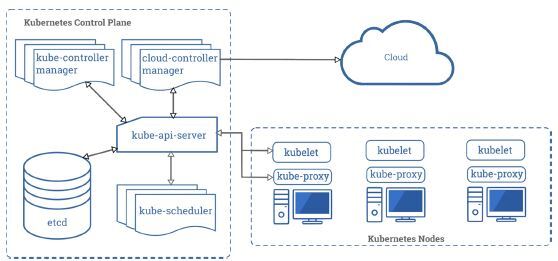 Kubernetes Control Plane
kube-controller
manager
cloud-controller
manager
Cloud
kube-api-server
kubelet
kubelet
kubelet
kube-proxy
kube-proxy
kube-proxy
kube-scheduler
etcd
Kubernetes Nodes